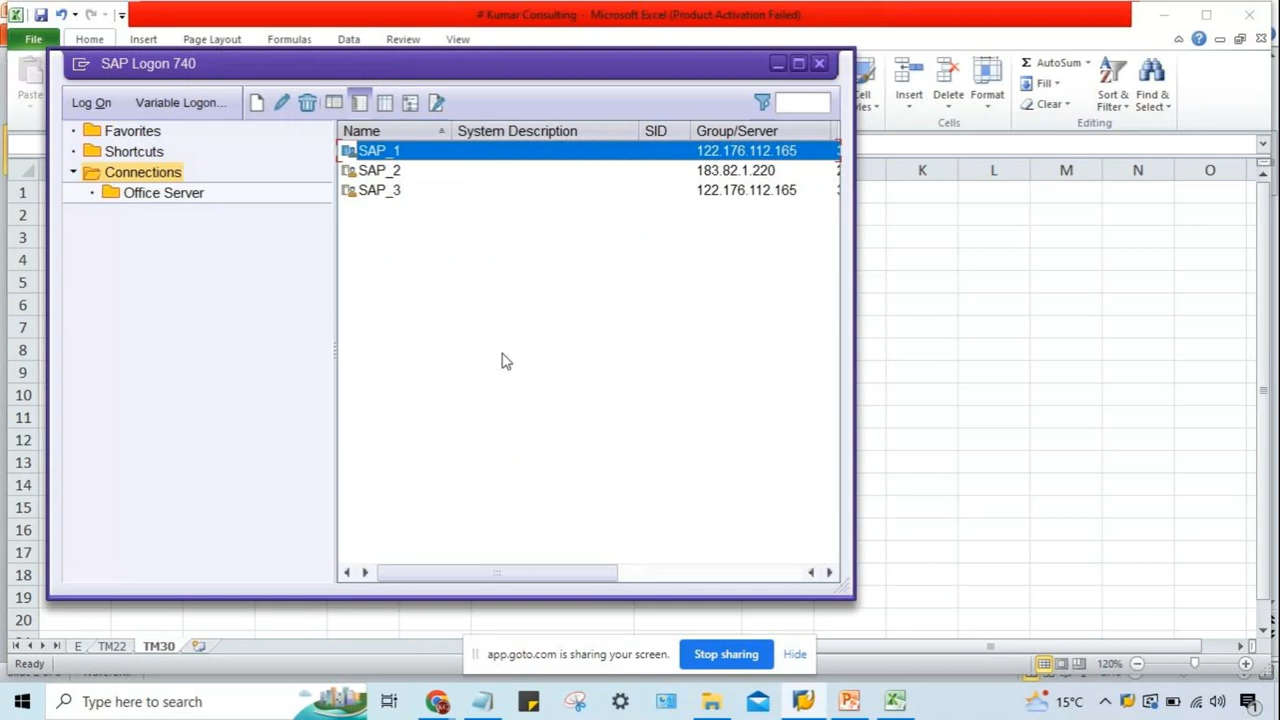 # Kumar Consulting - Microsoft Excel (Product Activation Failed)
File Home Insert Page Layout Formulas Data Review View
SAP Logon 740
Paste
Cell
Styles
Insert Delete Format
Cells
Σ AutoSum
Fill
Clear
Sort & Filter
Find & Select
Editing
Log On Variable Logon...
Favorites
Shortcuts
Connections
Office Server
Name System Description SID Group/Server
SAP_1 122.176.112.165
SAP_2 183.82.1.220
SAP_3 122.176.112.165
K L M N O
1
2
3
4
5
6
7
8
9
10
11
12
13
14
15
16
17
18
19
20
E TM22 TM30
app.goto.com is sharing your screen. Stop sharing Hide
Ready 120%
Type here to search 15°C